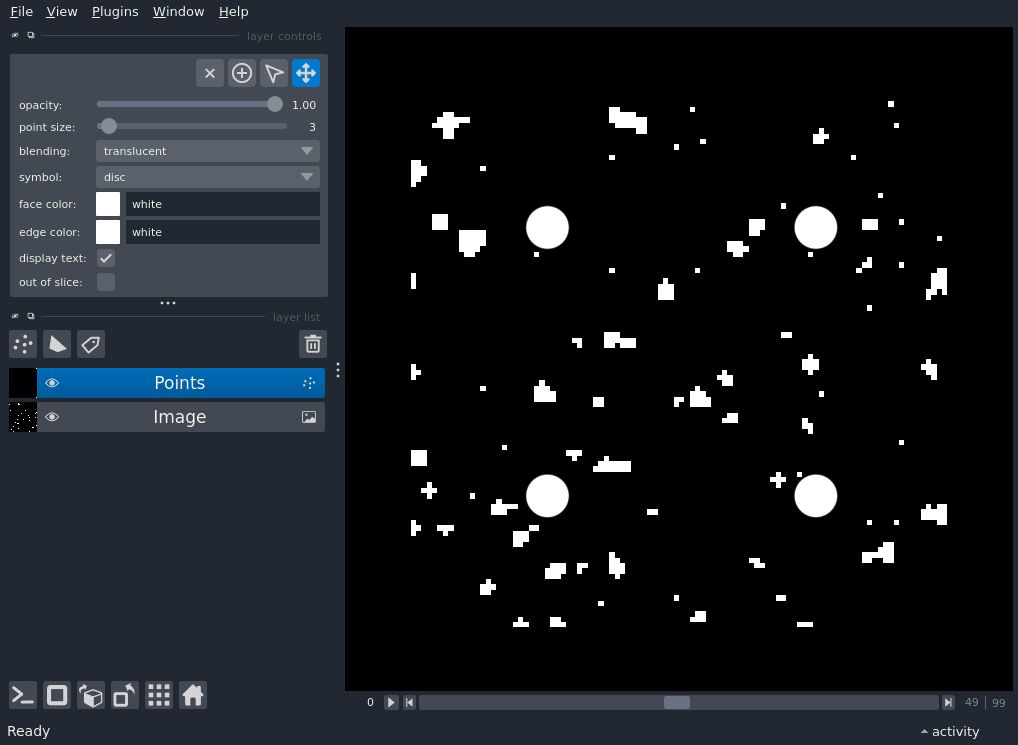 File View Plugins Window Help
layer controls
opacity: 1.00
point size: 3
blending: translucent
symbol: disc
face color: white
edge color: white
display text:
out of slice:
layer list
Points
Image
0 49 | 99
Ready activity